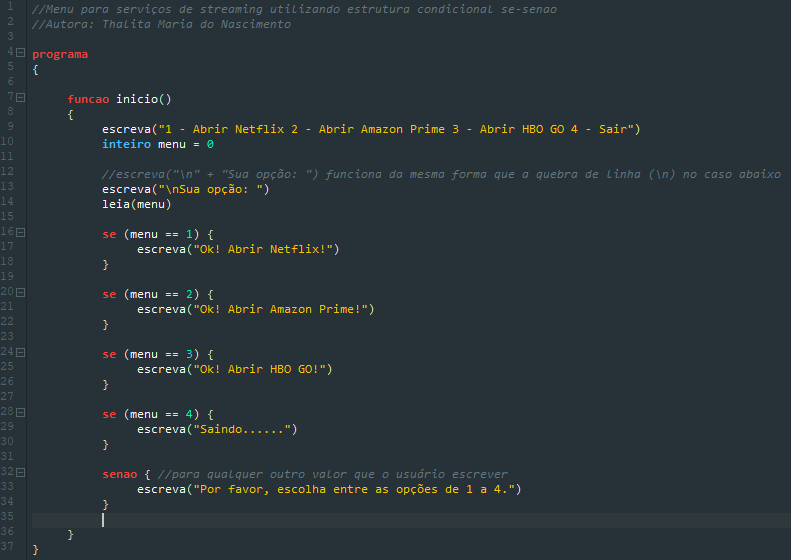 1 //Menu para serviços de streaming utilizando estrutura condicional se-senao
2 //Autora: Thalita Maria do Nascimento
3
4 programa
5 {
6
7 funcao inicio()
8 {
9 escreva("1 - Abrir Netflix 2 - Abrir Amazon Prime 3 - Abrir HBO GO 4 - Sair")
10 inteiro menu = 0
11
12 //escreva("\n" + "Sua opção: ") funciona da mesma forma que a quebra de linha (\n) no caso abaixo
13 escreva("\nSua opção: ")
14 leia(menu)
15
16 se (menu == 1) {
17 escreva("Ok! Abrir Netflix!")
18 }
19
20 se (menu == 2) {
21 escreva("Ok! Abrir Amazon Prime!")
22 }
23
24 se (menu == 3) {
25 escreva("Ok! Abrir HBO GO!")
26 }
27
28 se (menu == 4) {
29 escreva("Saindo......")
30 }
31
32 senao { //para qualquer outro valor que o usuário escrever
33 escreva("Por favor, escolha entre as opções de 1 a 4.")
34 }
35
36 }
37 }